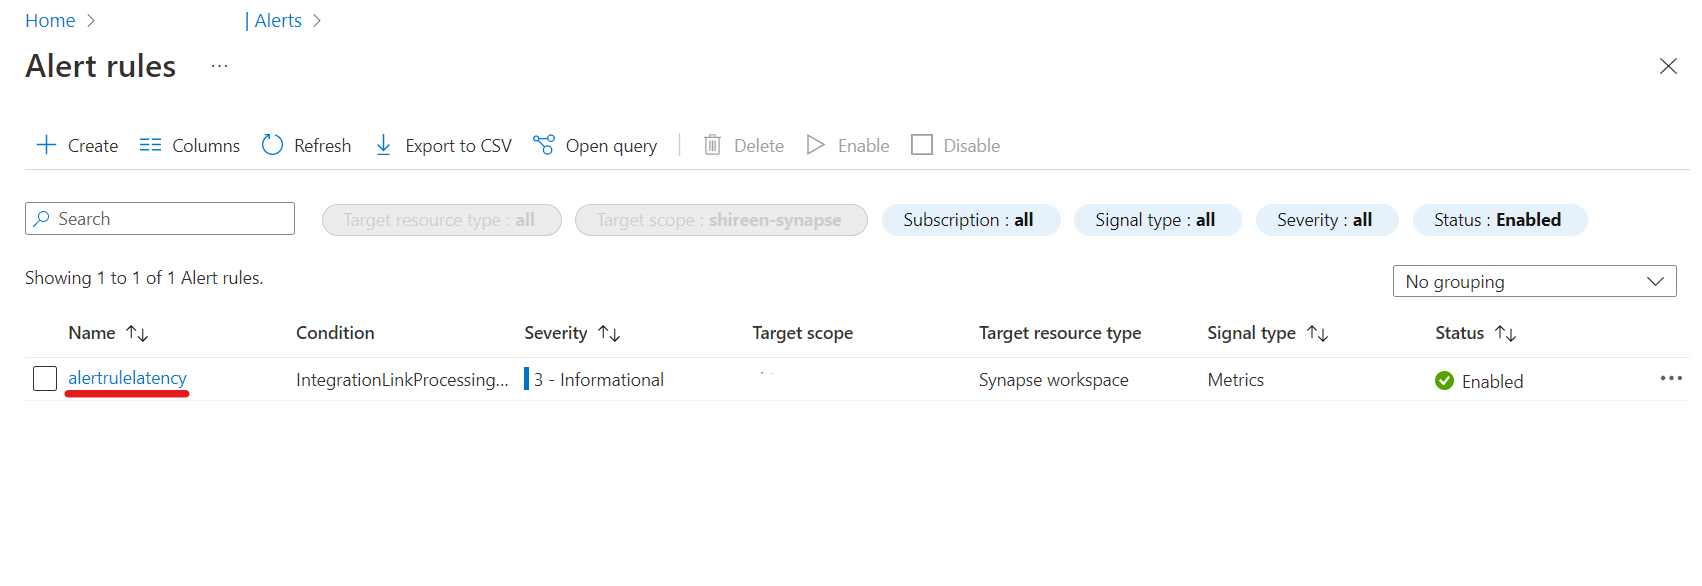 Home > | Alerts >
Alert rules ...
Create Columns Refresh Export to CSV Open query Delete Enable Disable
Search Target resource type : all Target scope : shireen-synapse Subscription : all Signal type : all Severity : all Status : Enabled
Showing 1 to 1 of 1 Alert rules.
No grouping
Name Condition Severity Target scope Target resource type Signal type Status
alertrulelatency IntegrationLinkProcessing... 3 - Informational Synapse workspace Metrics Enabled ...